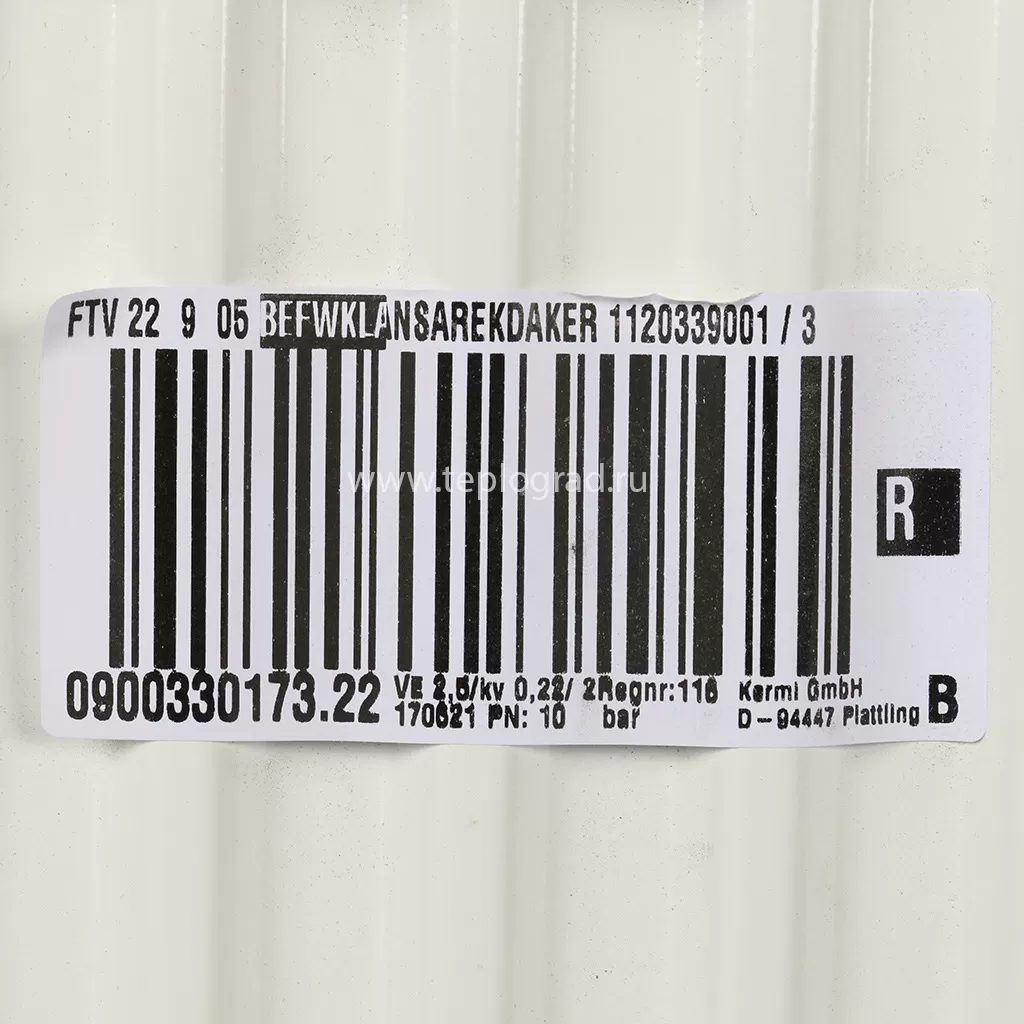 FTV 22 9 05 BEFWKLANSAREKDAKER 1120339001 / 3
www.teplograd.ru
R
0900330173.22
VE 2,5/kv 0,22/ 2Regnr:116
170621 PN: 10 bar
Kermi GmbH
D-94447 Plattling
B